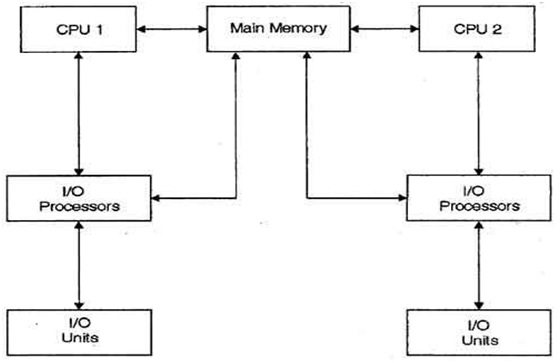 CPU 1
Main Memory
CPU 2
I/O
Processors
I/O
Processors
I/O
Units
I/O
Units